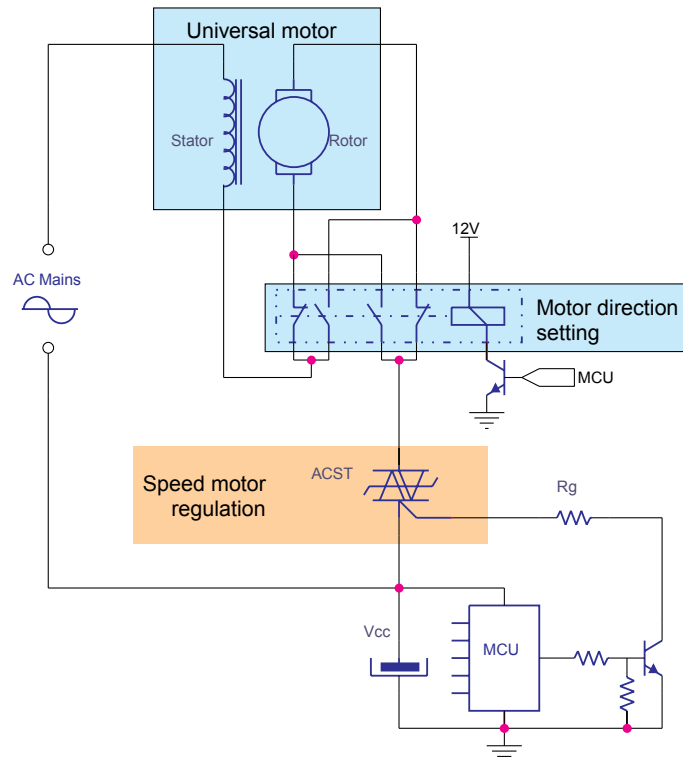 Universal motor
Stator
Rotor
12V
AC Mains
Motor direction
setting
MCU
ACST
Speed motor
regulation
Rg
Vcc
MCU